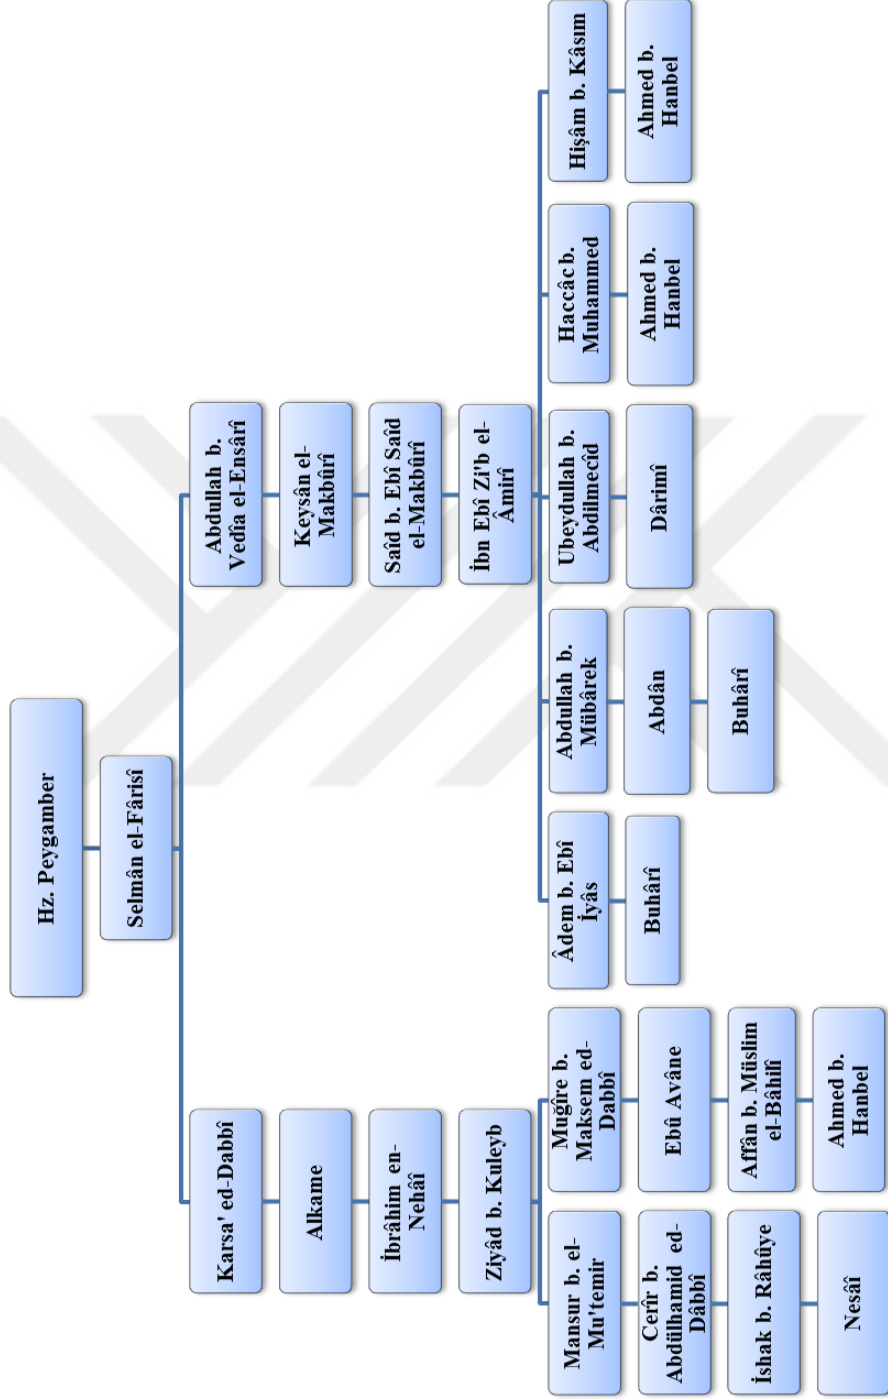 Hz. Peygamber
Selmân el-Fârisî
Karsa' ed-Dabbî
Abdullah b.
Vedîa el-Ensârî
Alkame
Keysân el-
Makbûrî
İbrâhim en-
Nehâî
Saîd b. Ebî Saîd
el-Makbûrî
Ziyâd b. Kuleyb
İbn Ebî Zi'b el-
Âmirî
Mansur b. el-
Mu'temir
Muğîre b.
Maksem ed-
Dabbî
Âdem b. Ebî
İyâs
Abdullah b.
Mübârek
Ubeydullah b.
Abdilmecîd
Haccâc b.
Muhammed
Hişâm b. Kâsım
Cerîr b.
Abdülhamid ed-
Dâbbî
Ebû Avâne
Buhârî
Abdân
Dârimî
Ahmed b.
Hanbel
Ahmed b.
Hanbel
İshak b. Râhûye
Affân b. Müslim
el-Bâhilî
Buhârî
Nesâî
Ahmed b.
Hanbel